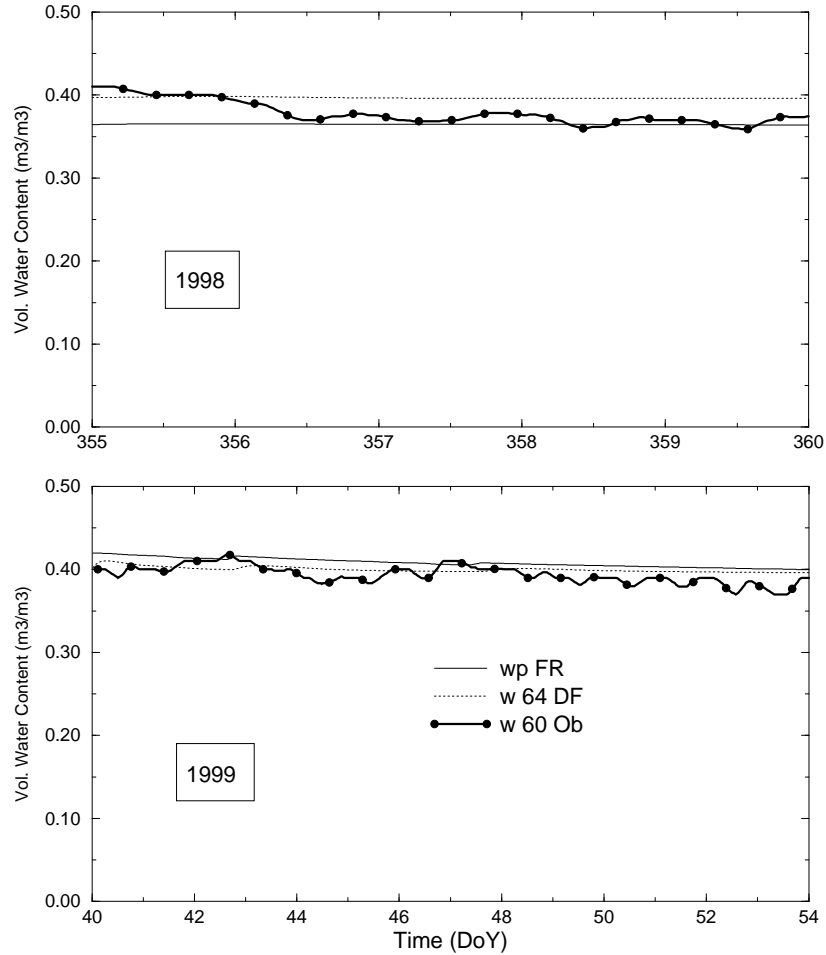 0.50
0.40
0.30
0.20
0.10
0.00
Vol. Water Content (m3/m3)
1998
355 356 357 358 359 360
0.50
0.40
0.30
0.20
0.10
0.00
Vol. Water Content (m3/m3)
wp FR
w 64 DF
w 60 Ob
1999
40 42 44 46 48 50 52 54
Time (DoY)